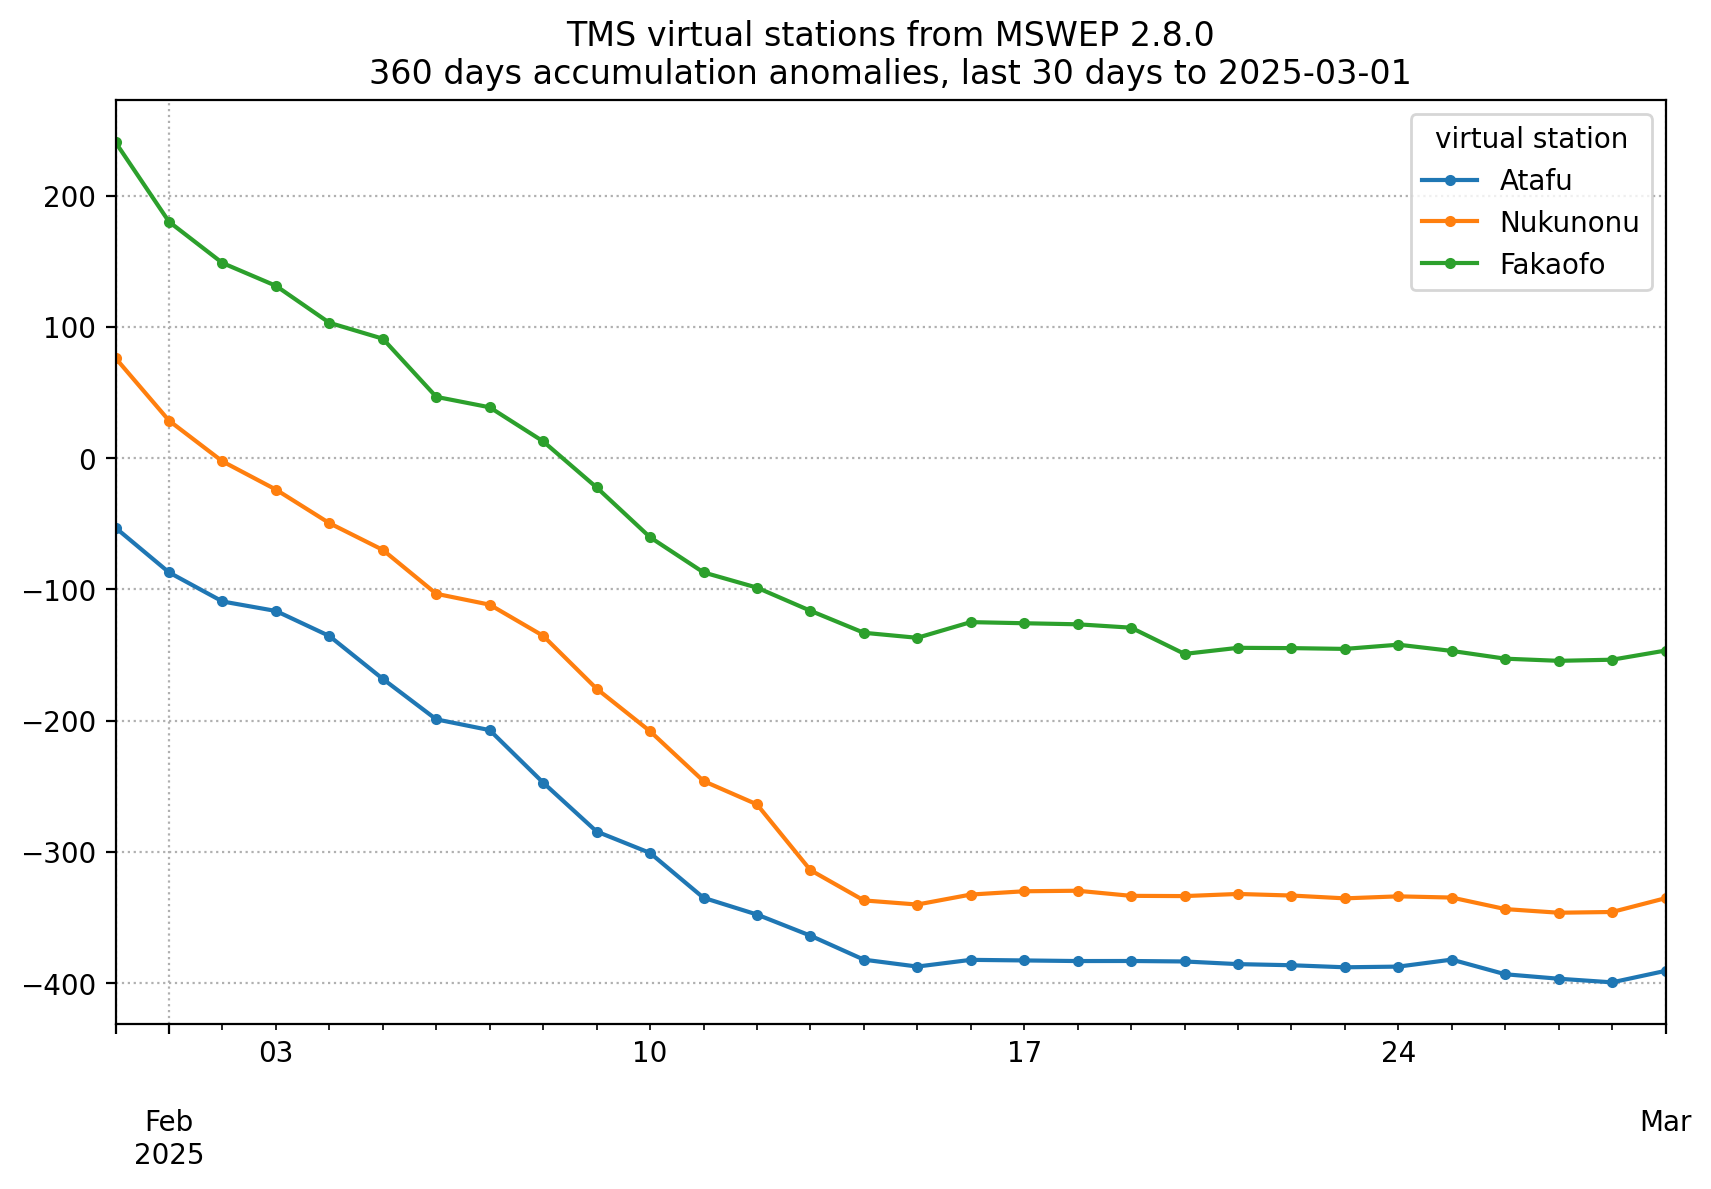 TMS virtual stations from MSWEP 2.8.0
360 days accumulation anomalies, last 30 days to 2025-03-01
virtual station
Atafu
Nukunonu
Fakaofo
200
100
0
−100
−200
−300
−400
03 10 17 24
Feb Mar
2025